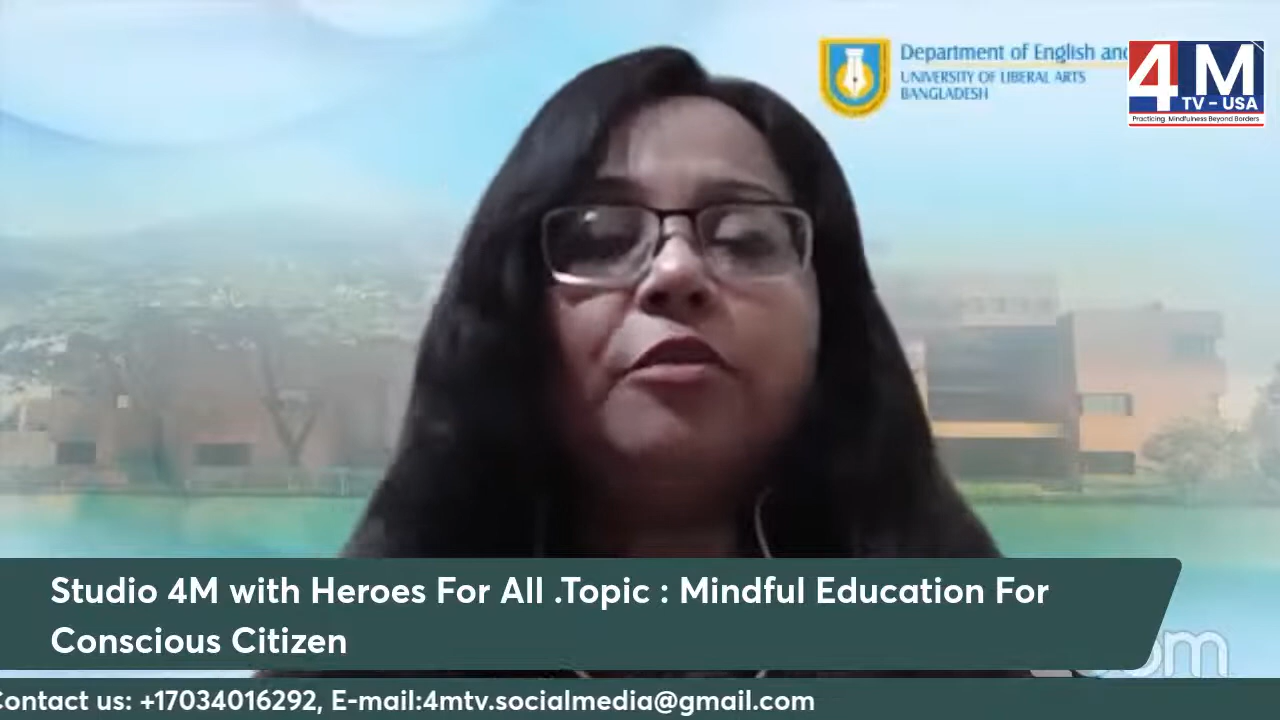 Department of English and
UNIVERSITY OF LIBERAL ARTS
BANGLADESH
4M
TV - USA
Practicing Mindfulness Beyond Borders
Studio 4M with Heroes For All .Topic : Mindful Education For
Conscious Citizen
Contact us: +17034016292, E-mail:4mtv.socialmedia@gmail.com